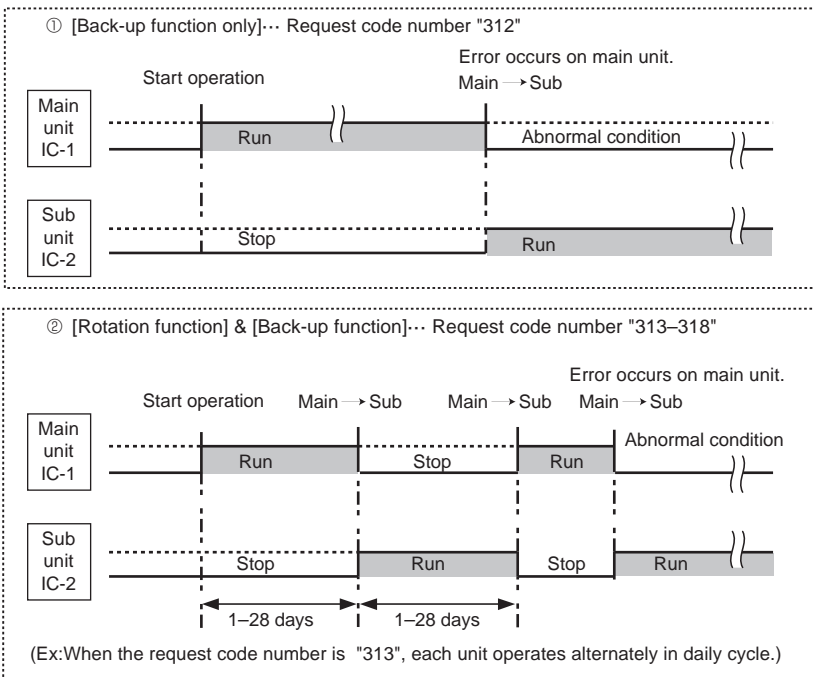 ① [Back-up function only]··· Request code number "312"
Error occurs on main unit.
Start operation
Main → Sub
Main
unit
IC-1
Run
Abnormal condition
Sub
unit
IC-2
Stop
Run
② [Rotation function] & [Back-up function]··· Request code number "313–318"
Error occurs on main unit.
Start operation
Main → Sub
Main → Sub
Main → Sub
Main
unit
IC-1
Run
Stop
Run
Abnormal condition
Sub
unit
IC-2
Stop
Run
Stop
Run
1–28 days
1–28 days
(Ex:When the request code number is "313", each unit operates alternately in daily cycle.)